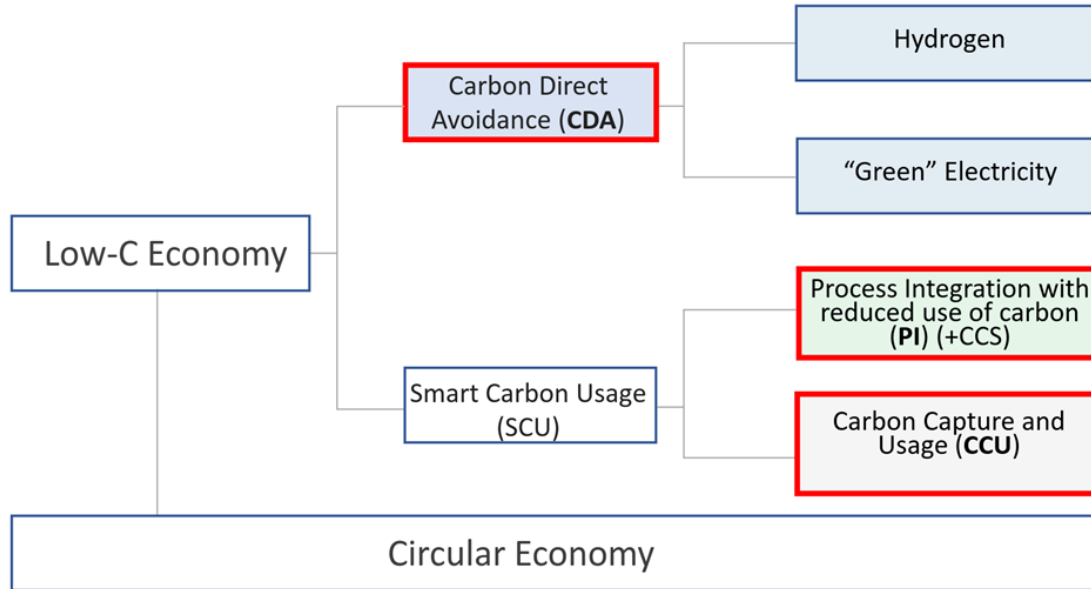 Hydrogen
Carbon Direct
Avoidance (CDA)
“Green” Electricity
Low-C Economy
Process Integration with
reduced use of carbon
(PI) (+CCS)
Smart Carbon Usage
(SCU)
Carbon Capture and
Usage (CCU)
Circular Economy